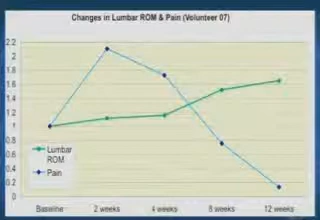 Changes in Lumbar ROM & Pain (Volunteer 07)
2.2
2
1.8
1.6
1.4
1.2
1
0.8
0.6
0.4
0.2
0
Lumbar
ROM
Pain
Baseline 2 weeks 4 weeks 8 weeks 12 weeks